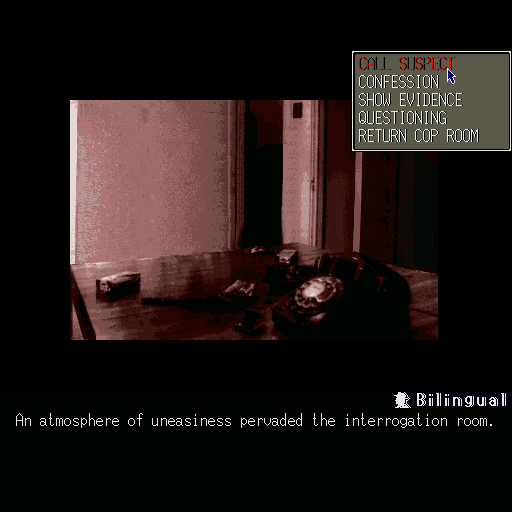 CALL SUSPECT
CONFESSION
SHOW EVIDENCE
QUESTIONING
RETURN COP ROOM
Bilingual
An atmosphere of uneasiness pervaded the interrogation room.